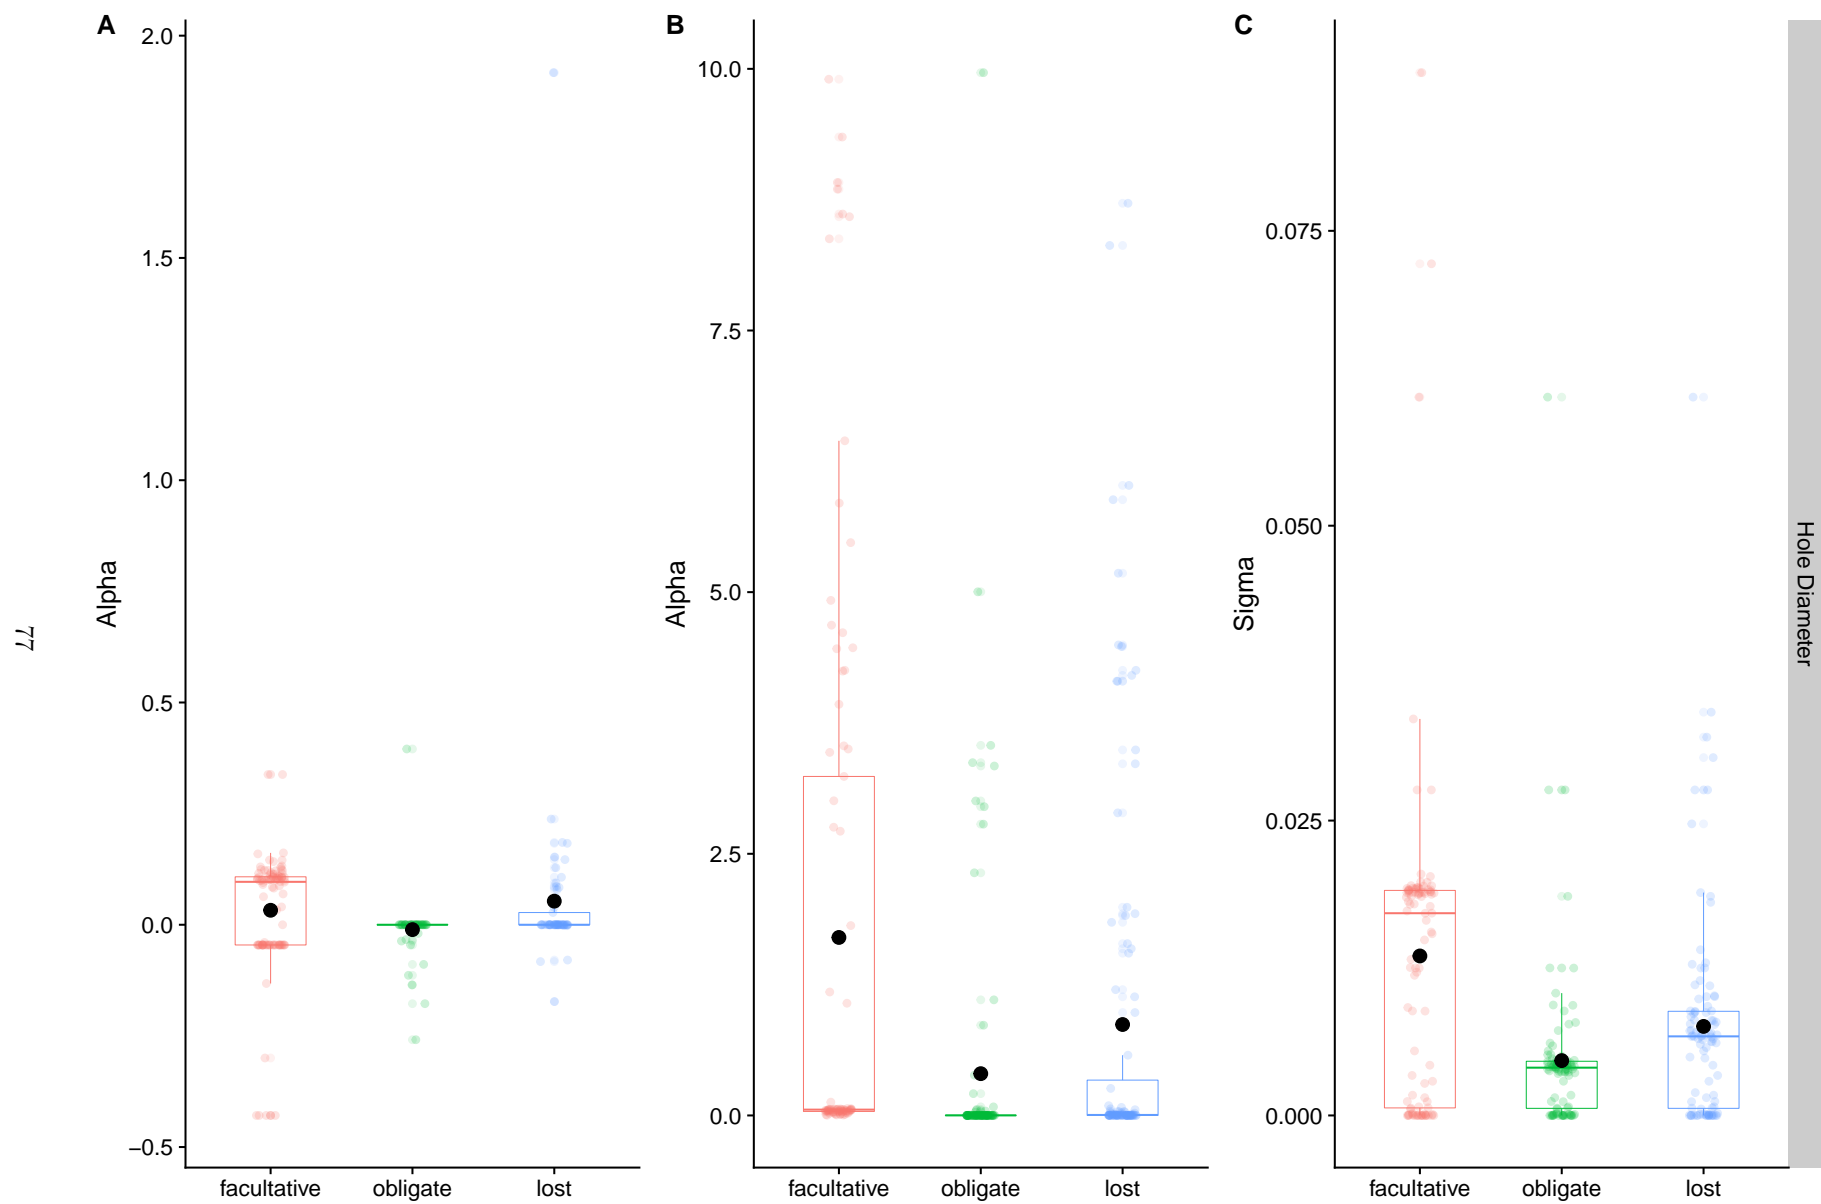 A
2.0
1.5
1.0
0.5
0.0
−0.5
Alpha
facultative
obligate
lost
B
10.0
7.5
5.0
2.5
0.0
Alpha
facultative
obligate
lost
C
0.075
0.050
0.025
0.000
Sigma
facultative
obligate
lost
Hole Diameter
77